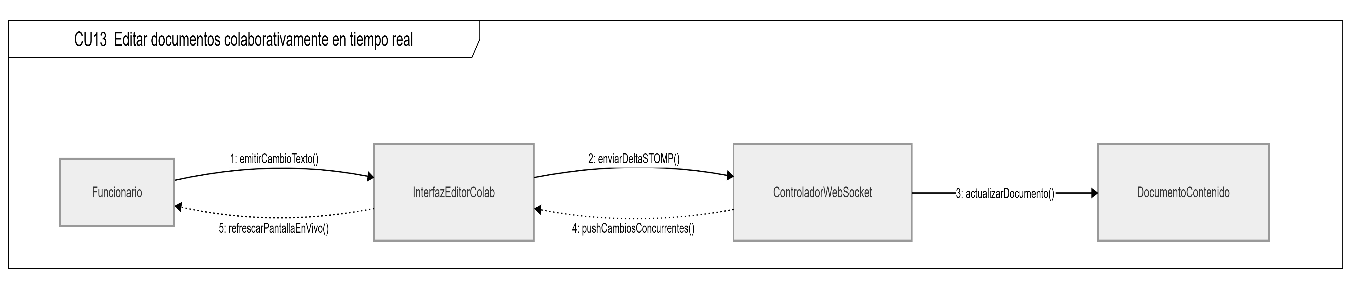 CU13 Editar documentos colaborativamente en tiempo real
1: emitirCambioTexto()
2: enviarDeltaSTOMP()
Funcionario
InterfazEditorColab
ControladorWebSocket
3: actualizarDocumento()
DocumentoContenido
5: refrescarPantallaEnVivo()
4: pushCambiosConcurrentes()